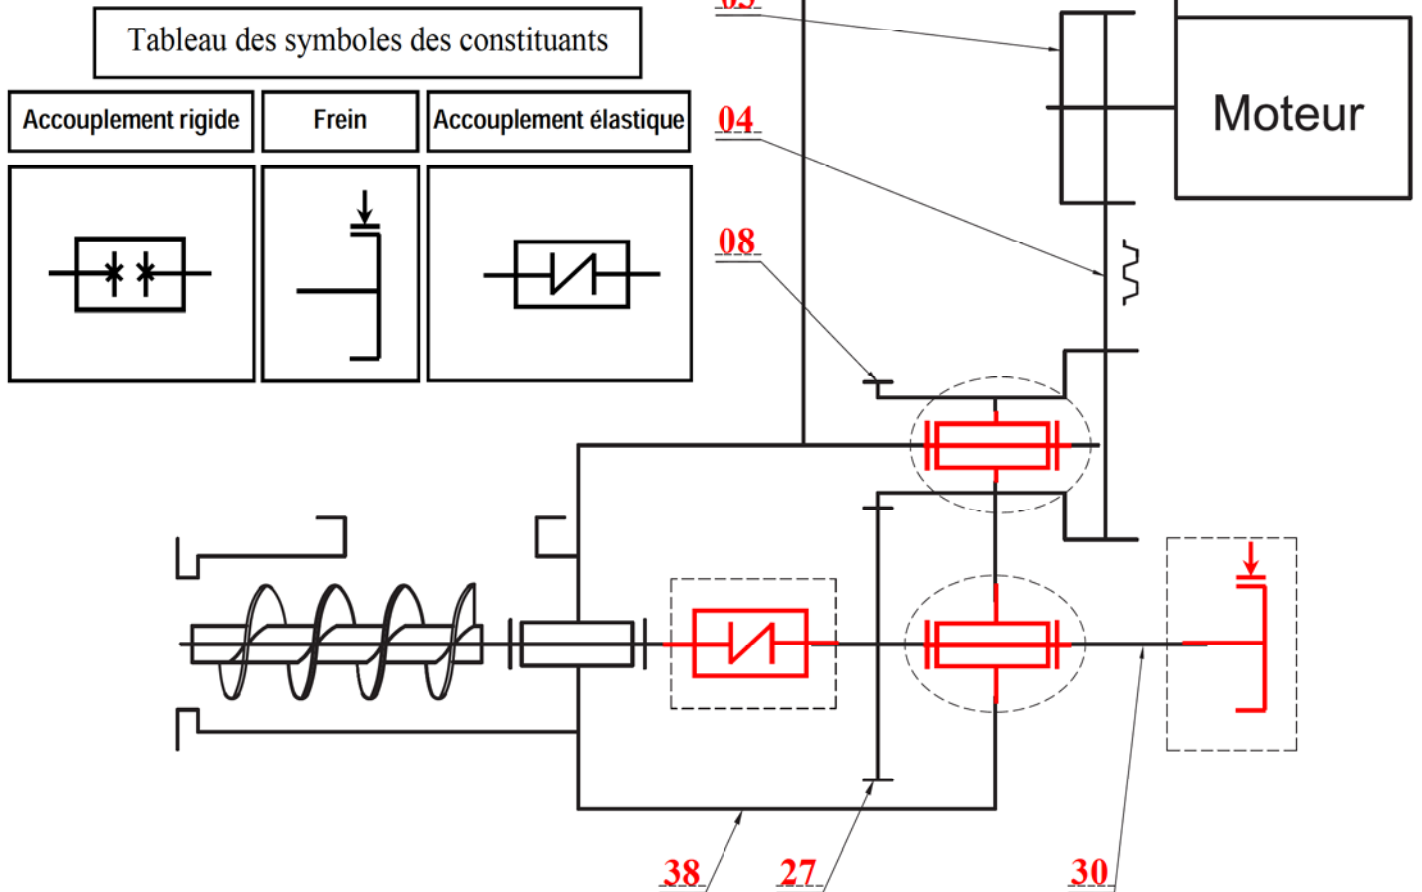 Tableau des symboles des constituants
Accouplement rigide
Frein
Accouplement élastique
04
08
Moteur
38
27
30